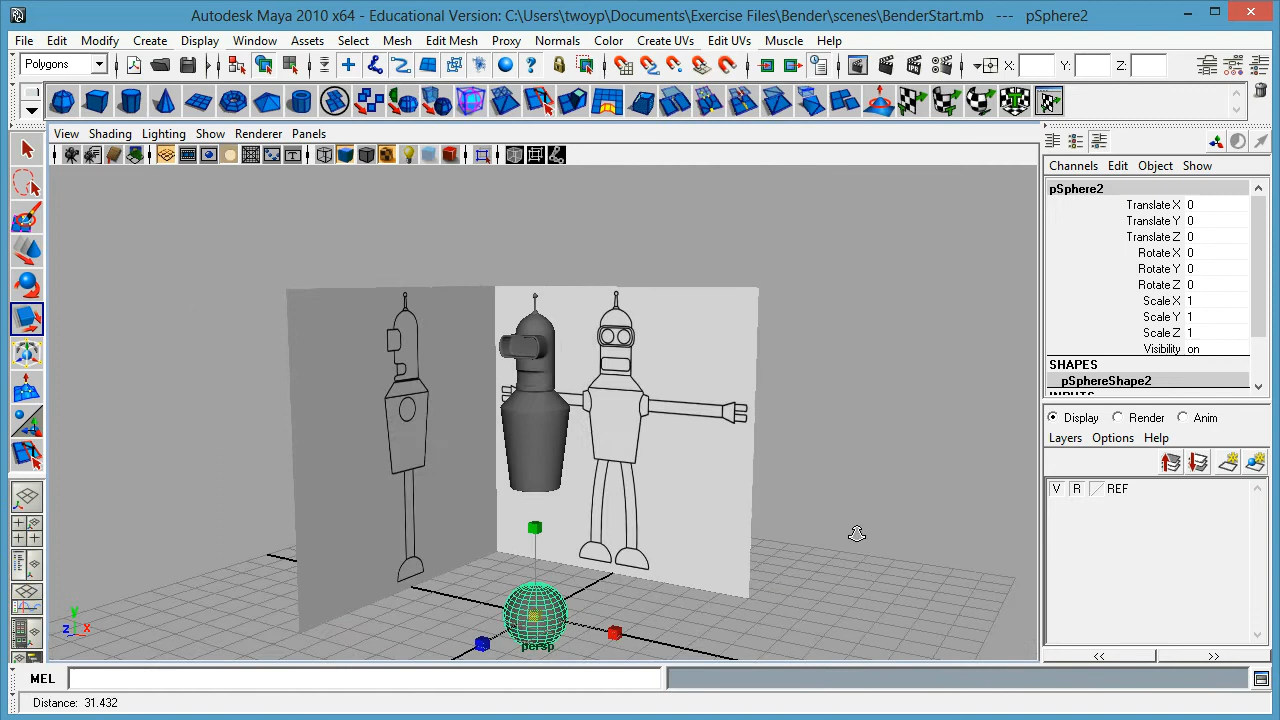 Autodesk Maya 2010 x64 - Educational Version: C:\Users\twoyp\Documents\Exercise Files\Bender\scenes\BenderStart.mb --- pSphere2
File Edit Modify Create Display Window Assets Select Mesh Edit Mesh Proxy Normals Color Create UVs Edit UVs Muscle Help
Polygons X: Y: Z:
View Shading Lighting Show Renderer Panels
Channels Edit Object Show
pSphere2
Translate X 0
Translate Y 0
Translate Z 0
Rotate X 0
Rotate Y 0
Rotate Z 0
Scale X 1
Scale Y 1
Scale Z 1
Visibility on
SHAPES
pSphereShape2
INPUTS
Display Render Anim
Layers Options Help
V R REF
y
z x
persp
<< >>
MEL
Distance: 31.432